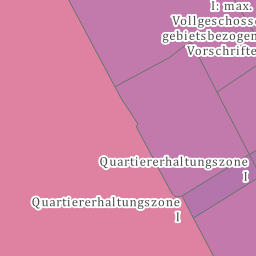 I: max.
Vollgeschoss
gebietsbezogen
Vorschrifte
Quartiererhaltungszone
I
Quartiererhaltungszone
I